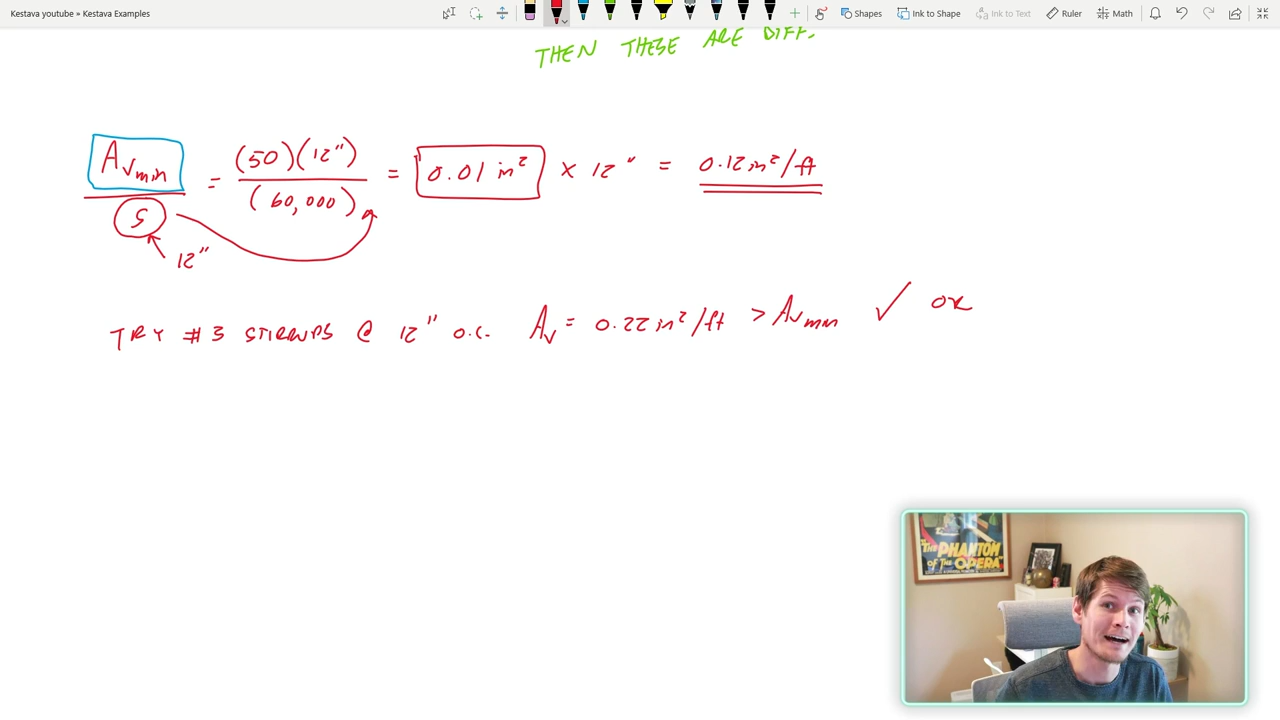 Kestava youtube » Kestava Examples
Shapes Ink to Shape Ink to Text Ruler Math
THEN THESE ARE DIFF.
Avmin / S = (50)(12") / (60,000) = 0.01 in² × 12" = 0.12 in²/ft
12"
TRY #3 STIRRUPS @ 12" O.C. Av = 0.22 in²/ft > Avmin ✓ OK
THE PHANTOM
OF THE OPERA